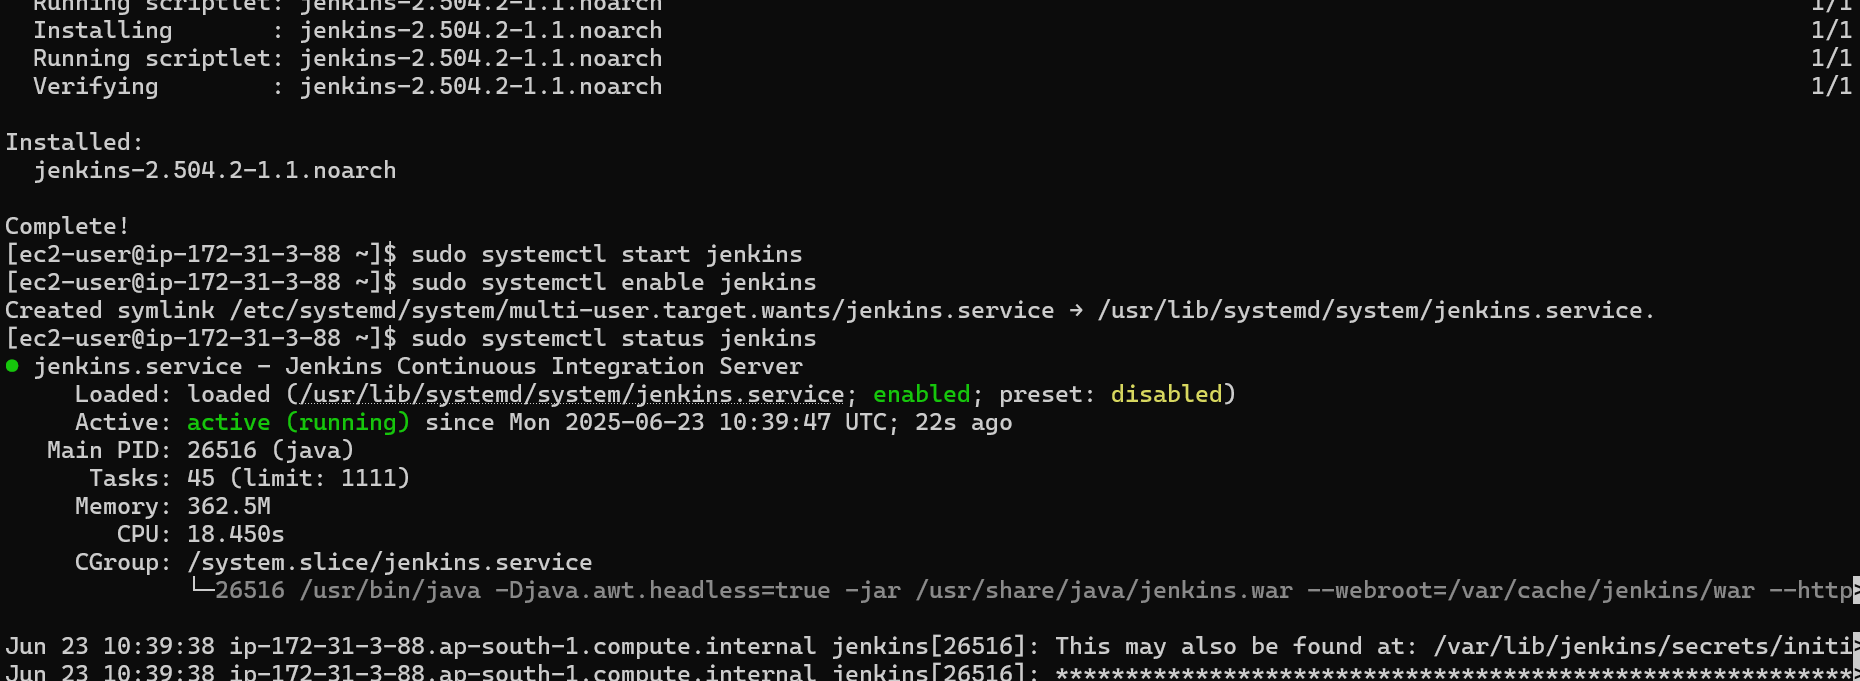 Running scriptlet: jenkins-2.504.2-1.1.noarch 1/1
Installing : jenkins-2.504.2-1.1.noarch 1/1
Running scriptlet: jenkins-2.504.2-1.1.noarch 1/1
Verifying : jenkins-2.504.2-1.1.noarch 1/1
Installed:
jenkins-2.504.2-1.1.noarch
Complete!
[ec2-user@ip-172-31-3-88 ~]$ sudo systemctl start jenkins
[ec2-user@ip-172-31-3-88 ~]$ sudo systemctl enable jenkins
Created symlink /etc/systemd/system/multi-user.target.wants/jenkins.service → /usr/lib/systemd/system/jenkins.service.
[ec2-user@ip-172-31-3-88 ~]$ sudo systemctl status jenkins
● jenkins.service - Jenkins Continuous Integration Server
Loaded: loaded (/usr/lib/systemd/system/jenkins.service; enabled; preset: disabled)
Active: active (running) since Mon 2025-06-23 10:39:47 UTC; 22s ago
Main PID: 26516 (java)
Tasks: 45 (limit: 1111)
Memory: 362.5M
CPU: 18.450s
CGroup: /system.slice/jenkins.service
└─26516 /usr/bin/java -Djava.awt.headless=true -jar /usr/share/java/jenkins.war --webroot=/var/cache/jenkins/war --http>
Jun 23 10:39:38 ip-172-31-3-88.ap-south-1.compute.internal jenkins[26516]: This may also be found at: /var/lib/jenkins/secrets/initi>
Jun 23 10:39:38 ip-172-31-3-88.ap-south-1.compute.internal jenkins[26516]: *********************************************************>